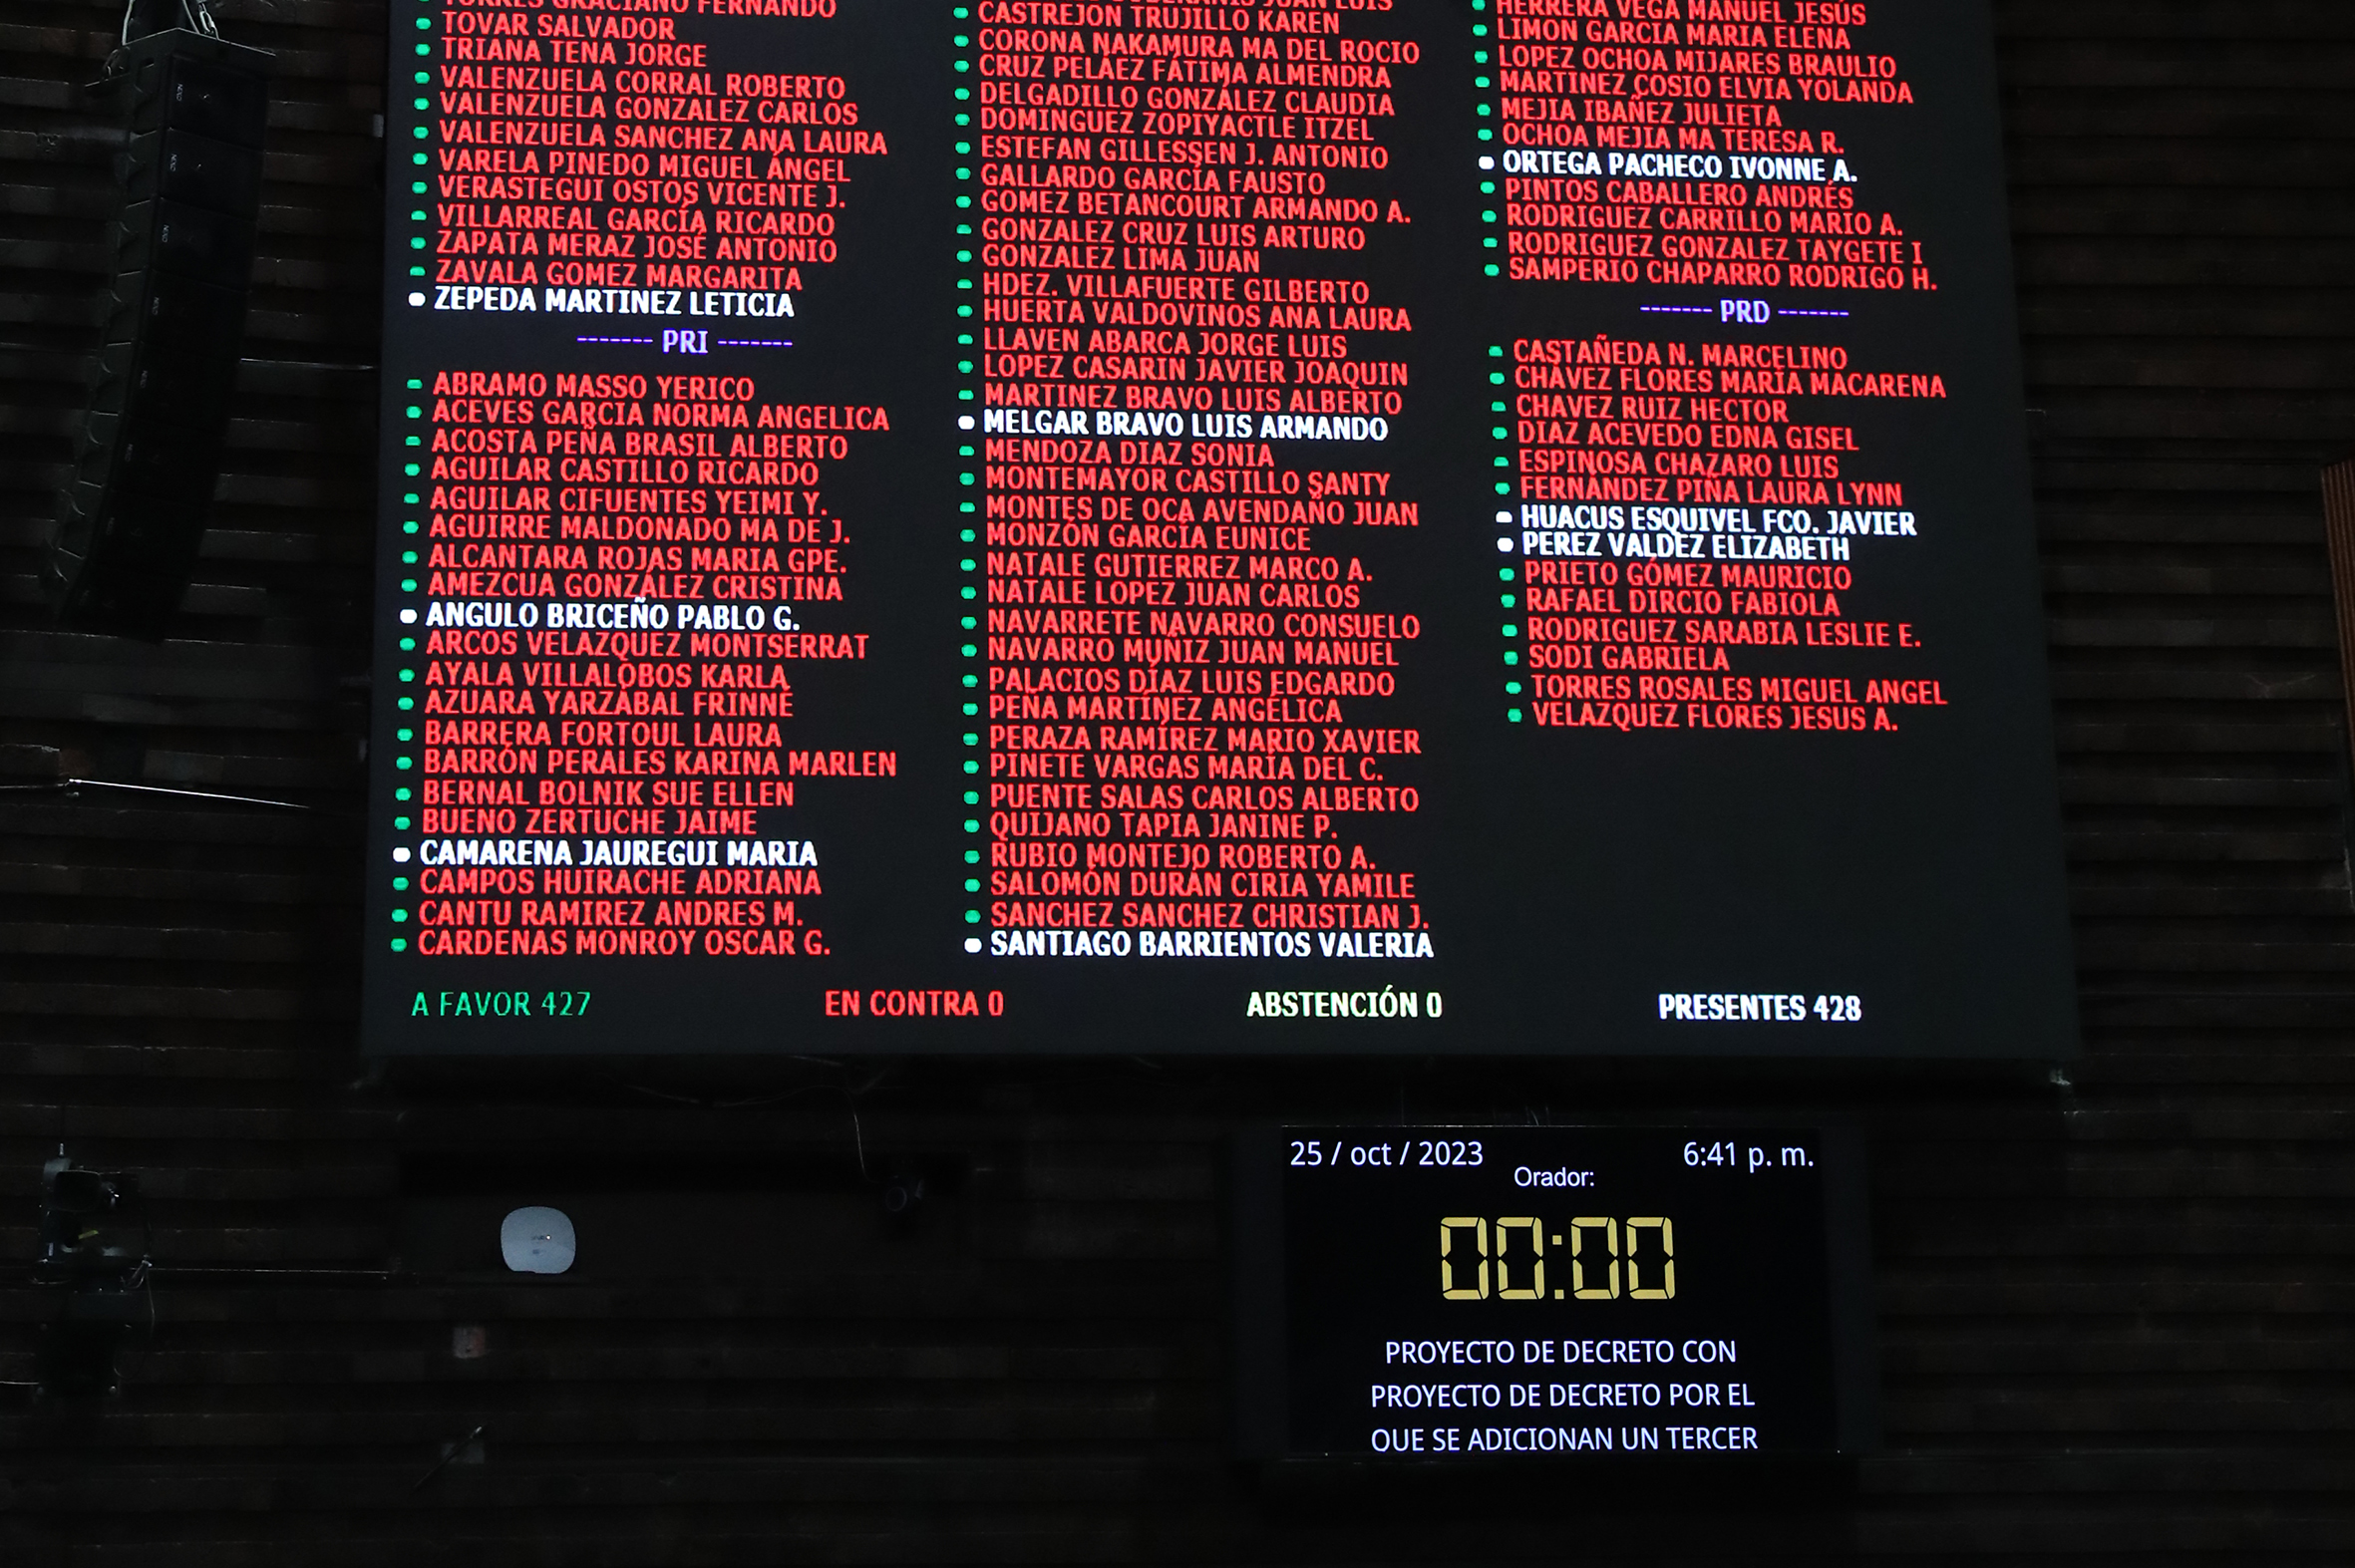 TORRES GRACIANO FERNANDO
TOVAR SALVADOR
TRIANA TENA JORGE
VALENZUELA CORRAL ROBERTO
VALENZUELA GONZALEZ CARLOS
VALENZUELA SANCHEZ ANA LAURA
VARELA PINEDO MIGUEL ÁNGEL
VERASTEGUI OSTOS VICENTE J.
VILLARREAL GARCÍA RICARDO
ZAPATA MERAZ JOSÉ ANTONIO
ZAVALA GOMEZ MARGARITA
ZEPEDA MARTINEZ LETICIA
------- PRI -------
ABRAMO MASSO YERICO
ACEVES GARCIA NORMA ANGELICA
ACOSTA PEÑA BRASIL ALBERTO
AGUILAR CASTILLO RICARDO
AGUILAR CIFUENTES YEIMI Y.
AGUIRRE MALDONADO MA DE J.
ALCANTARA ROJAS MARIA GPE.
AMEZCUA GONZÁLEZ CRISTINA
ANGULO BRICEÑO PABLO G.
ARCOS VELAZQUEZ MONTSERRAT
AYALA VILLALOBOS KARLA
AZUARA YARZÁBAL FRINNÉ
BARRERA FORTOUL LAURA
BARRÓN PERALES KARINA MARLEN
BERNAL BOLNIK SUE ELLEN
BUENO ZERTUCHE JAIME
CAMARENA JAUREGUI MARIA
CAMPOS HUIRACHE ADRIANA
CANTU RAMIREZ ANDRES M.
CARDENAS MONROY OSCAR G.
JUAN LUIS
CASTREJON TRUJILLO KAREN
CORONA NAKAMURA MA DEL ROCIO
CRUZ PELÁEZ FÁTIMA ALMENDRA
DELGADILLO GONZÁLEZ CLAUDIA
DOMINGUEZ ZOPIYACTLE ITZEL
ESTEFAN GILLESSEN J. ANTONIO
GALLARDO GARCÍA FAUSTO
GOMEZ BETANCOURT ARMANDO A.
GONZALEZ CRUZ LUIS ARTURO
GONZALEZ LIMA JUAN
HDEZ. VILLAFUERTE GILBERTO
HUERTA VALDOVINOS ANA LAURA
LLAVEN ABARCA JORGE LUIS
LOPEZ CASARIN JAVIER JOAQUIN
MARTINEZ BRAVO LUIS ALBERTO
MELGAR BRAVO LUIS ARMANDO
MENDOZA DIAZ SONIA
MONTEMAYOR CASTILLO SANTY
MONTES DE OCA AVENDAÑO JUAN
MONZÓN GARCÍA EUNICE
NATALE GUTIERREZ MARCO A.
NATALE LOPEZ JUAN CARLOS
NAVARRETE NAVARRO CONSUELO
NAVARRO MUÑIZ JUAN MANUEL
PALACIOS DÍAZ LUIS EDGARDO
PEÑA MARTÍNEZ ANGÉLICA
PERAZA RAMÍREZ MARIO XAVIER
PINETE VARGAS MARÍA DEL C.
PUENTE SALAS CARLOS ALBERTO
QUIJANO TAPIA JANINE P.
RUBIO MONTEJO ROBERTO A.
SALOMÓN DURÁN CIRIA YAMILE
SANCHEZ SANCHEZ CHRISTIAN J.
SANTIAGO BARRIENTOS VALERIA
HERRERA VEGA MANUEL JESÚS
LIMON GARCIA MARIA ELENA
LOPEZ OCHOA MIJARES BRAULIO
MARTINEZ COSIO ELVIA YOLANDA
MEJIA IBAÑEZ JULIETA
OCHOA MEJIA MA TERESA R.
ORTEGA PACHECO IVONNE A.
PINTOS CABALLERO ANDRÉS
RODRIGUEZ CARRILLO MARIO A.
RODRIGUEZ GONZALEZ TAYGETE I
SAMPERIO CHAPARRO RODRIGO H.
------- PRD -------
CASTAÑEDA N. MARCELINO
CHÁVEZ FLORES MARÍA MACARENA
CHAVEZ RUIZ HECTOR
DIAZ ACEVEDO EDNA GISEL
ESPINOSA CHAZARO LUIS
FERNÁNDEZ PIÑA LAURA LYNN
HUACUS ESQUIVEL FCO. JAVIER
PEREZ VALDEZ ELIZABETH
PRIETO GÓMEZ MAURICIO
RAFAEL DIRCIO FABIOLA
RODRIGUEZ SARABIA LESLIE E.
SODI GABRIELA
TORRES ROSALES MIGUEL ANGEL
VELAZQUEZ FLORES JESUS A.
A FAVOR 427
EN CONTRA 0
ABSTENCIÓN 0
PRESENTES 428
25 / oct / 2023
6:41 p. m.
Orador:
00:00
PROYECTO DE DECRETO CON
PROYECTO DE DECRETO POR EL
QUE SE ADICIONAN UN TERCER